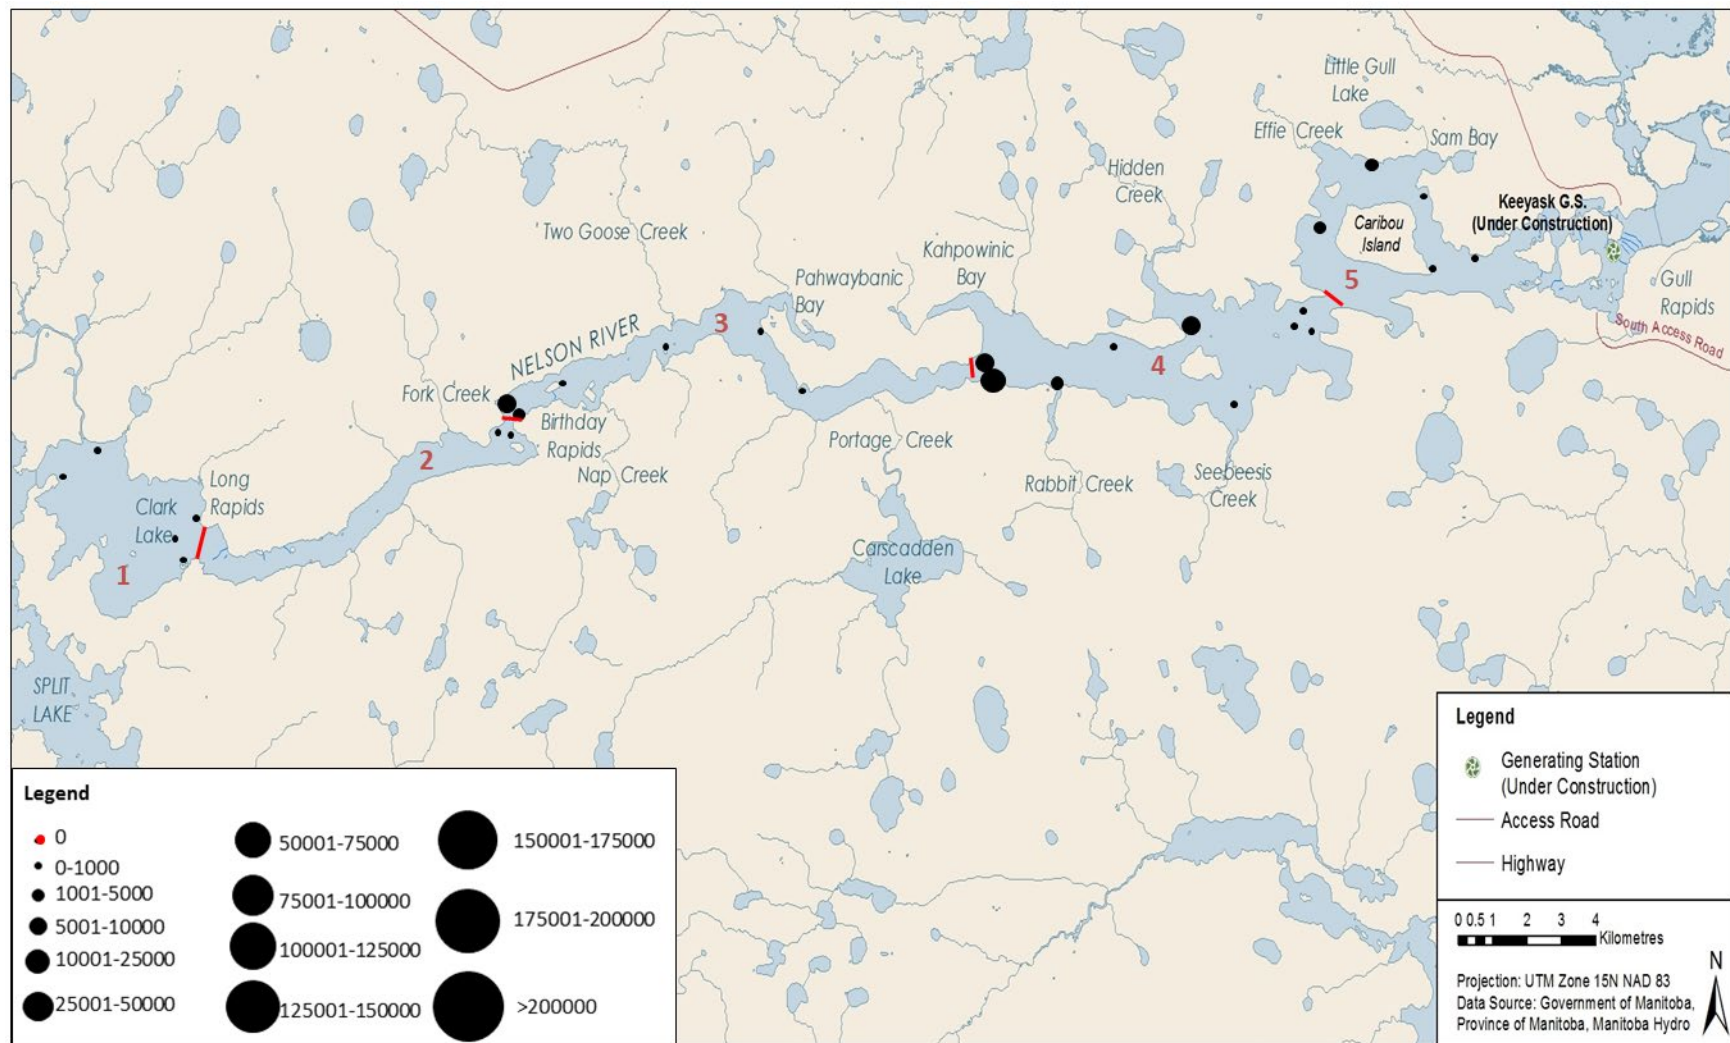 Little Gull
Lake
Effie Creek
Sam Bay
Hidden
Creek
Keeyask G.S.
(Under Construction)
Caribou
Island
Two Goose Creek
Kahpowinic
Bay
Pahwaybanic
Bay
5
Gull
Rapids
South Access Road
3
NELSON RIVER
4
Fork Creek
Birthday
Rapids
2
Portage Creek
Nap Creek
Long
Rapids
Rabbit Creek
Seebeesis
Creek
Clark
Lake
1
Carscadden
Lake
SPLIT
LAKE
Legend
0
0-1000
1001-5000
5001-10000
10001-25000
25001-50000
50001-75000
75001-100000
100001-125000
125001-150000
150001-175000
175001-200000
>200000
Legend
Generating Station
(Under Construction)
Access Road
Highway
0 0.5 1 2 3 4
Kilometres
N
Projection: UTM Zone 15N NAD 83
Data Source: Government of Manitoba,
Province of Manitoba, Manitoba Hydro